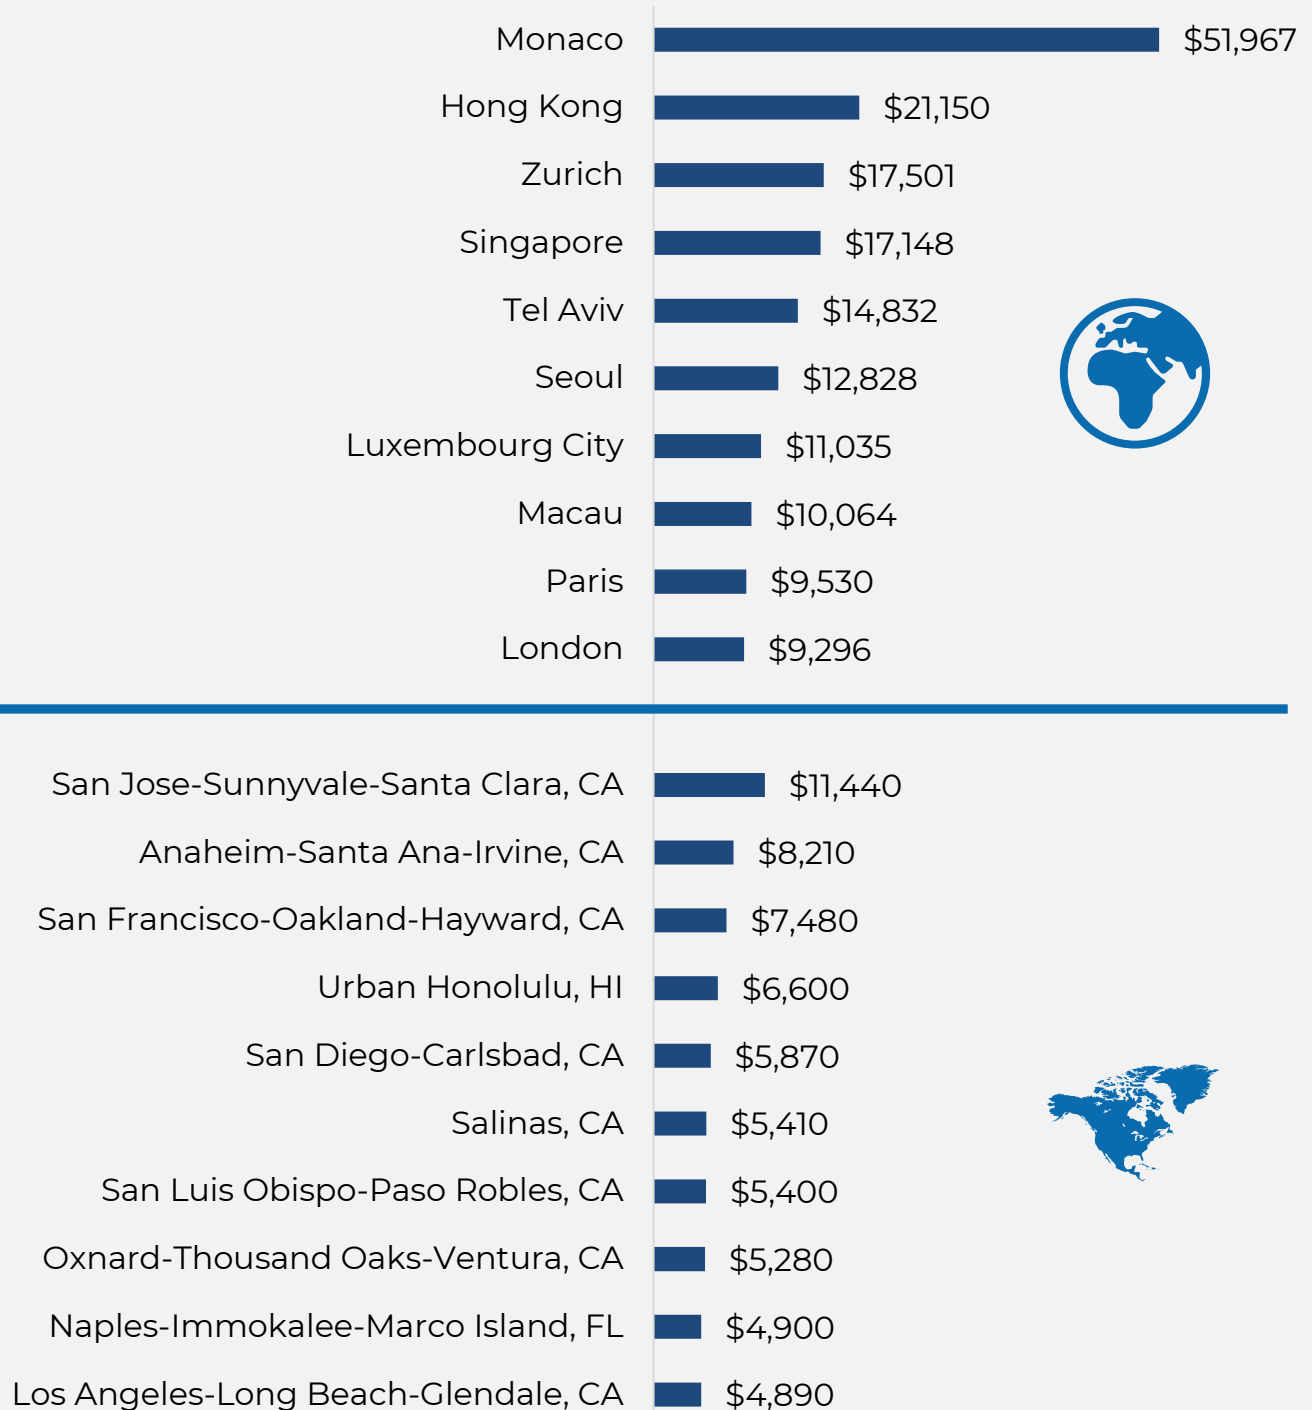 Monaco $51,967
Hong Kong $21,150
Zurich $17,501
Singapore $17,148
Tel Aviv $14,832
Seoul $12,828
Luxembourg City $11,035
Macau $10,064
Paris $9,530
London $9,296
San Jose-Sunnyvale-Santa Clara, CA $11,440
Anaheim-Santa Ana-Irvine, CA $8,210
San Francisco-Oakland-Hayward, CA $7,480
Urban Honolulu, HI $6,600
San Diego-Carlsbad, CA $5,870
Salinas, CA $5,410
San Luis Obispo-Paso Robles, CA $5,400
Oxnard-Thousand Oaks-Ventura, CA $5,280
Naples-Immokalee-Marco Island, FL $4,900
Los Angeles-Long Beach-Glendale, CA $4,890